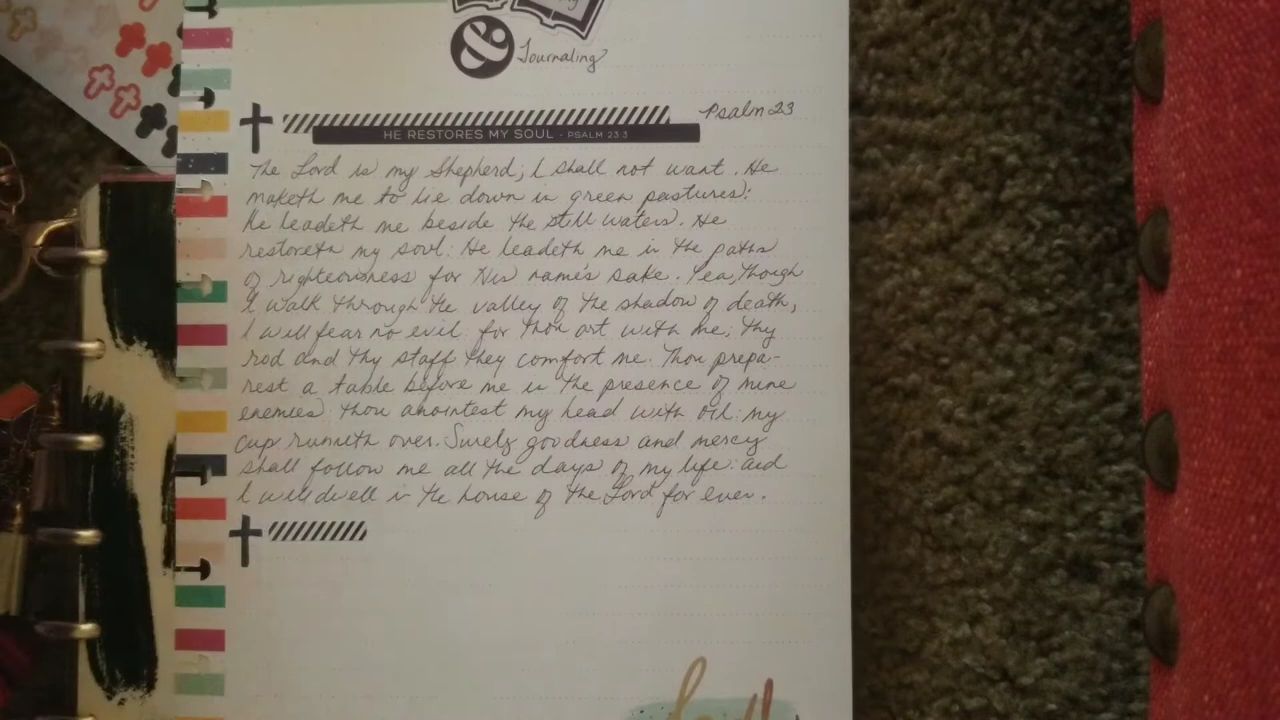 &
Journaling
Psalm 23
HE RESTORES MY SOUL - PSALM 23:3
The Lord is my Shepherd; I shall not want. He
maketh me to lie down in green pastures:
He leadeth me beside the still waters. He
restoreth my soul: He leadeth me in the paths
of righteousness for His name's sake. Yea, though
I walk through the valley of the shadow of death,
I will fear no evil: for thou art with me; thy
rod and thy staff they comfort me. Thou prepa-
rest a table before me in the presence of mine
enemies: thou anointest my head with oil: my
cup runneth over. Surely goodness and mercy
shall follow me all the days of my life: and
I will dwell in the house of the Lord for ever.